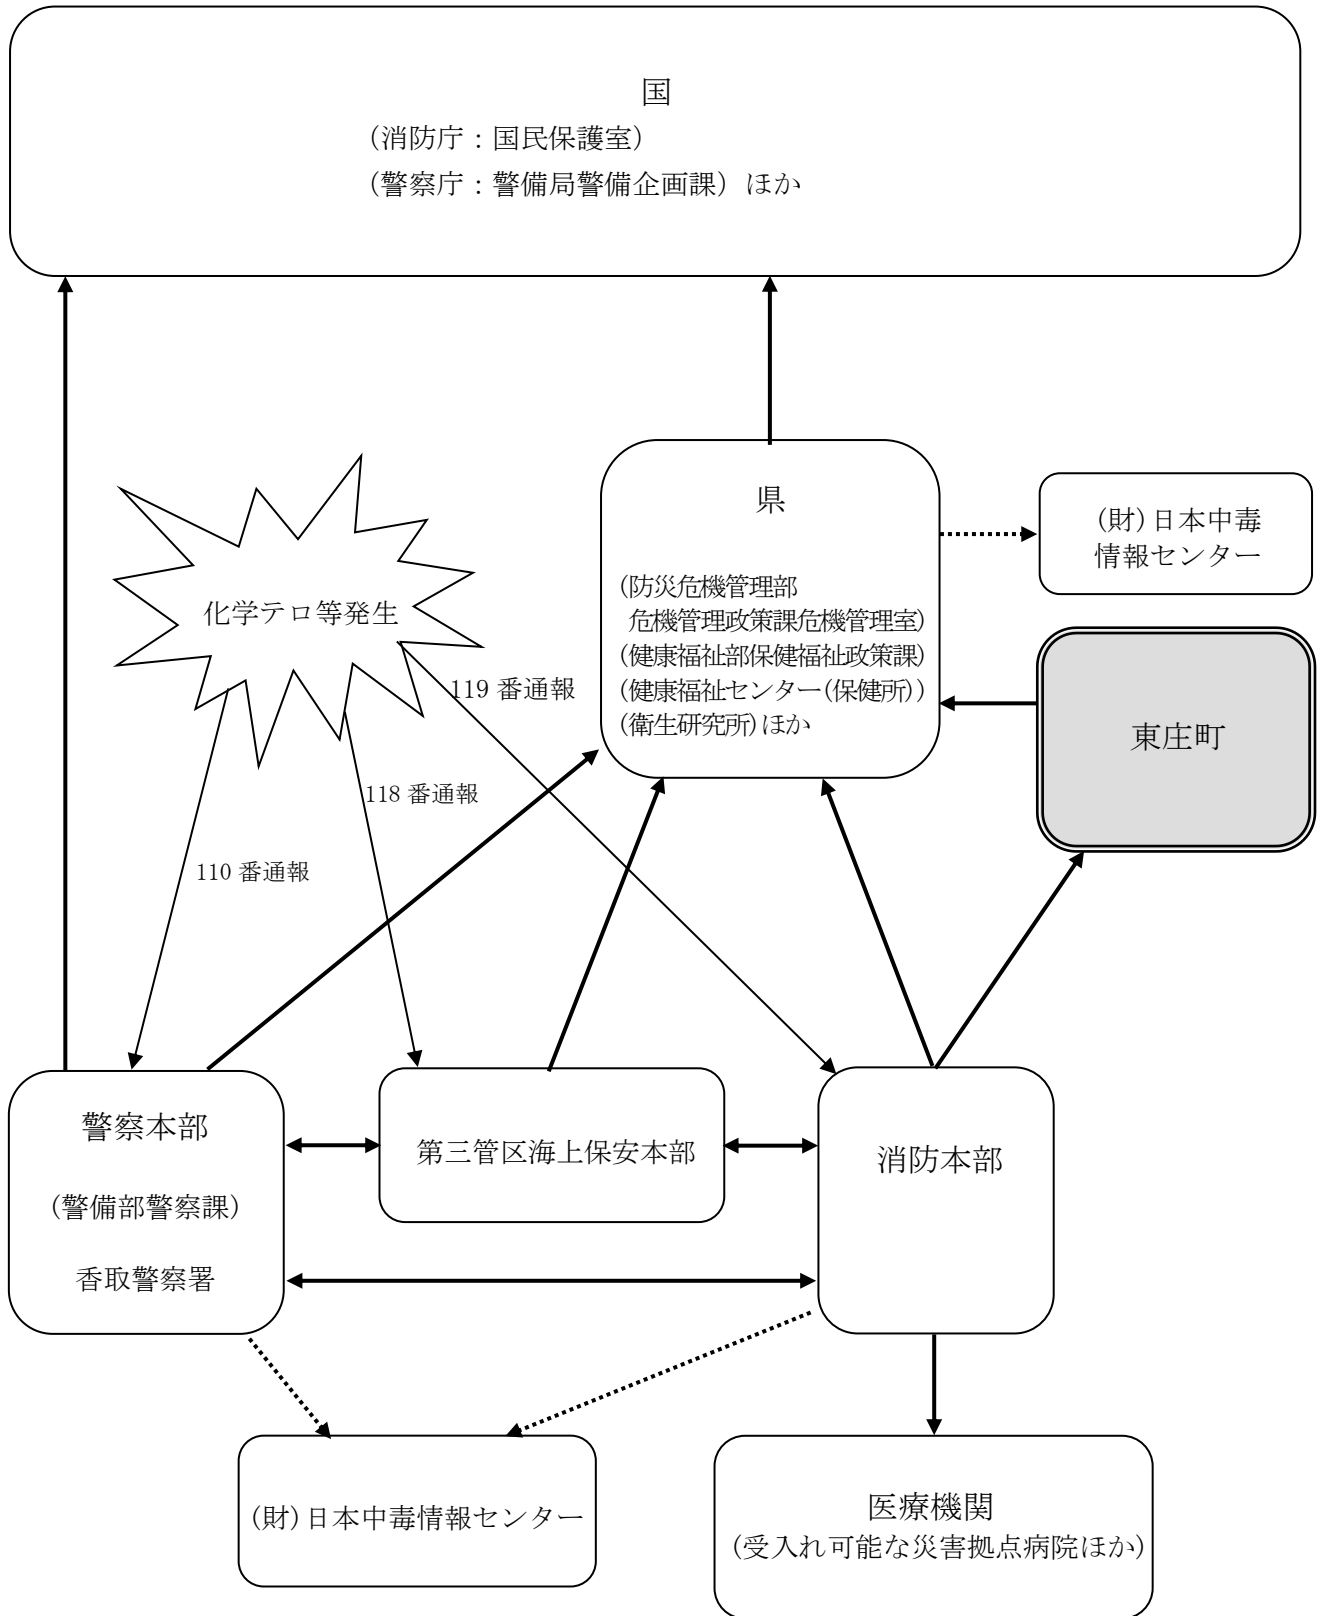 国
（消防庁：国民保護室）
（警察庁：警備局警備企画課）ほか
県
（防災危機管理部
危機管理政策課危機管理室）
（健康福祉部保健福祉政策課）
（健康福祉センター（保健所））
（衛生研究所）ほか
（財）日本中毒
情報センター
化学テロ等発生
東庄町
119 番通報
118 番通報
110 番通報
警察本部
（警備部警察課）
香取警察署
第三管区海上保安本部
消防本部
（財）日本中毒情報センター
医療機関
（受入れ可能な災害拠点病院ほか）